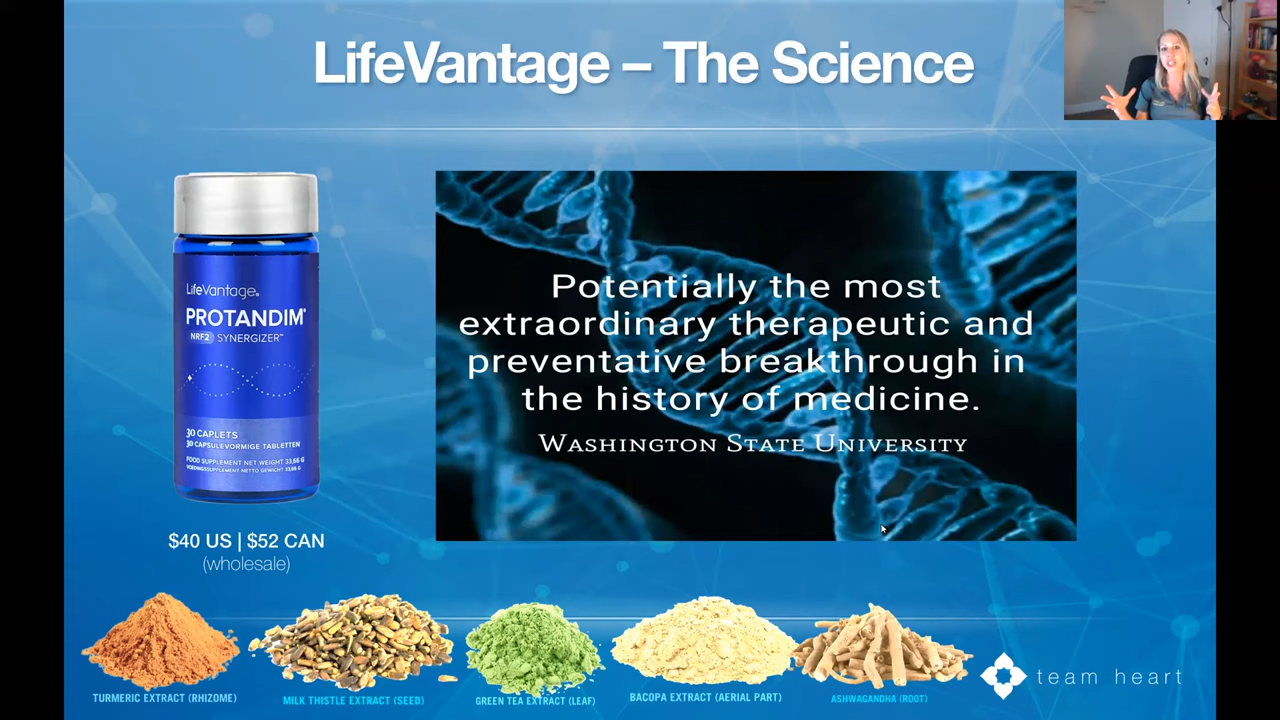 LifeVantage – The Science
LifeVantage
PROTANDIM®
NRF2 SYNERGIZER™
30 CAPLETS
30 CAPSULEVORMIGE TABLETTEN
FOOD SUPPLEMENT NET WEIGHT 33,66 G
VOEDINGSSUPPLEMENT NETTO GEWICHT 33,66 G
$40 US | $52 CAN
(wholesale)
Potentially the most
extraordinary therapeutic and
preventative breakthrough in
the history of medicine.
Washington State University
TURMERIC EXTRACT (RHIZOME)
MILK THISTLE EXTRACT (SEED)
GREEN TEA EXTRACT (LEAF)
BACOPA EXTRACT (AERIAL PART)
ASHWAGANDHA (ROOT)
team heart